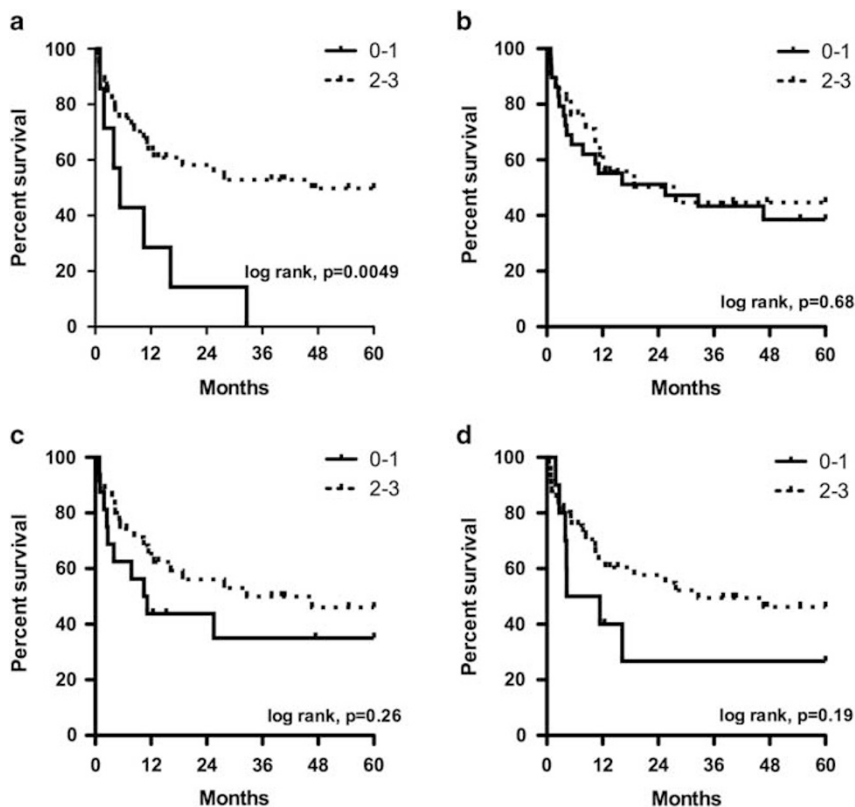 a
100
80
60
40
20
0
Percent survival
0-1
2-3
log rank, p=0.0049
0 12 24 36 48 60
Months
b
100
80
60
40
20
0
Percent survival
0-1
2-3
log rank, p=0.68
0 12 24 36 48 60
Months
c
100
80
60
40
20
0
Percent survival
0-1
2-3
log rank, p=0.26
0 12 24 36 48 60
Months
d
100
80
60
40
20
0
Percent survival
0-1
2-3
log rank, p=0.19
0 12 24 36 48 60
Months